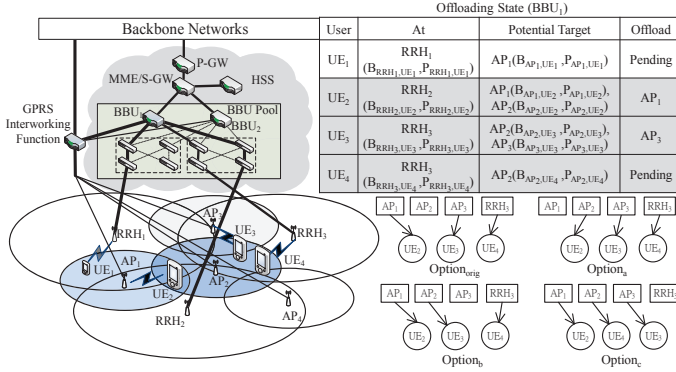 Backbone Networks
P-GW
MME/S-GW
HSS
GPRS
Interworking
Function
BBU1
BBU Pool
BBU2
RRH1
AP3
UE3
RRH3
UE1
AP1
UE2
AP2
UE4
RRH2
AP4
Offloading State (BBU1)
User At Potential Target Offload
UE1 RRH1 (BRRH1,UE1 ,PRRH1,UE1) AP1(BAP1,UE1 ,PAP1,UE1) Pending
UE2 RRH2 (BRRH2,UE2 ,PRRH2,UE2) AP1(BAP1,UE2 ,PAP1,UE2), AP2(BAP2,UE2 ,PAP2,UE2) AP1
UE3 RRH3 (BRRH3,UE3 ,PRRH3,UE3) AP2(BAP2,UE3 ,PAP2,UE3), AP3(BAP3,UE3 ,PAP3,UE3) AP3
UE4 RRH3 (BRRH3,UE4 ,PRRH3,UE4) AP2(BAP2,UE4 ,PAP2,UE4) Pending
AP1 AP2 AP3 RRH3
UE2 UE3 UE4
Optionorig
AP1 AP2 AP3 RRH3
UE2 UE3 UE4
Optiona
AP1 AP2 AP3 RRH3
UE2 UE3 UE4
Optionb
AP1 AP2 AP3 RRH3
UE2 UE4 UE3
Optionc